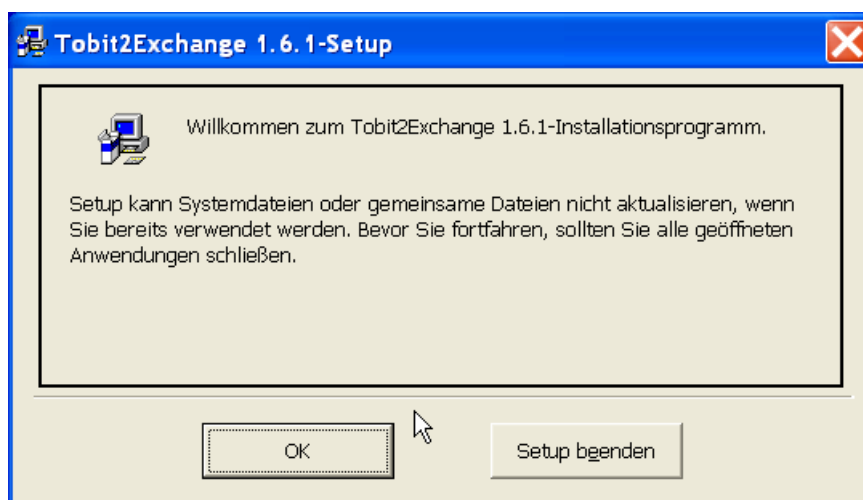 Tobit2Exchange 1.6.1-Setup
Willkommen zum Tobit2Exchange 1.6.1-Installationsprogramm.
Setup kann Systemdateien oder gemeinsame Dateien nicht aktualisieren, wenn
Sie bereits verwendet werden. Bevor Sie fortfahren, sollten Sie alle geöffneten
Anwendungen schließen.
OK
Setup beenden